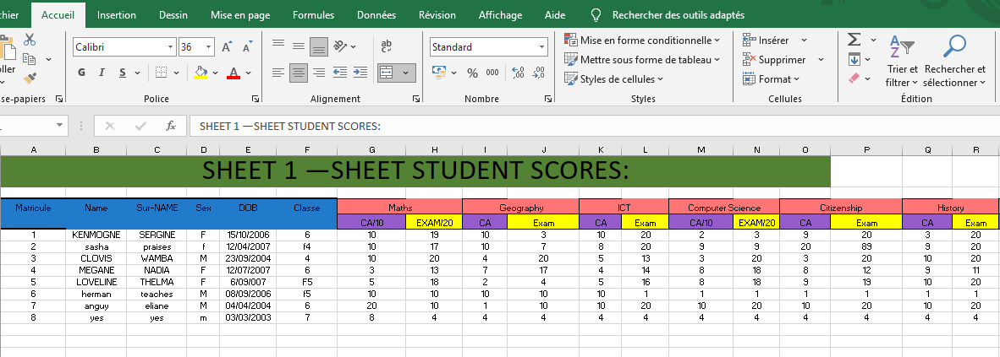 chier Accueil Insertion Dessin Mise en page Formules Données Révision Affichage Aide Rechercher des outils adaptés
oller
Calibri 36 A A
ab
Standard
Mise en forme conditionnelle
Insérer
G I S A
% 000
Mettre sous forme de tableau
Supprimer
Trier et filtrer
Rechercher et sélectionner
Styles de cellules
Format
sse-papiers Police Alignement Nombre Styles Cellules Édition
fx SHEET 1 —SHEET STUDENT SCORES:
A B C D E F G H I J K L M N O P Q R
SHEET 1 —SHEET STUDENT SCORES:
Matricule Name Sur-NAME Sex DOB Classe Maths Geography ICT Computer Science Citizenship History
CA/10 EXAM/20 CA Exam CA Exam CA/10 EXAM/20 CA Exam CA Exam
1 KENMOGNE SERGINE F 15/10/2006 6 10 19 10 3 10 20 2 3 9 20 3 20
2 sasha praises f 12/04/2007 f4 10 17 10 7 8 20 9 9 20 89 9 20
3 CLOVIS WAMBA M 23/09/2004 4 10 20 4 20 5 13 3 20 3 20 10 20
4 MEGANE NADIA F 12/07/2007 6 3 13 7 17 4 14 8 18 8 12 9 11
5 LOVELINE THELMA F 6/09/007 F5 5 18 2 4 5 16 8 18 9 19 10 20
6 herman teaches M 08/09/2006 f5 10 10 10 10 10 1 1 1 1 1 1 1
7 anguy eliane M 04/04/2004 6 20 10 1 10 10 20 10 20 10 20 10 20
8 yes yes m 03/03/2003 7 8 4 4 4 4 4 4 4 4 4 4 4